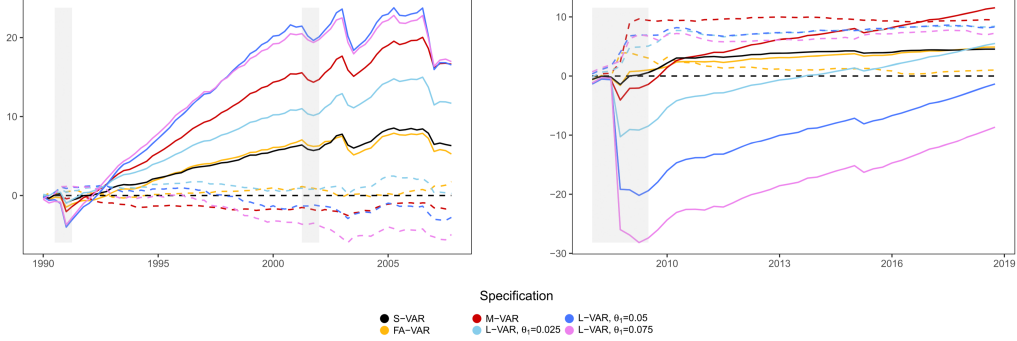 20
10
0
1990 1995 2000 2005
10
0
−10
−20
−30
2010 2013 2016 2019
Specification
S−VAR M−VAR L−VAR, θ1=0.05
FA−VAR L−VAR, θ1=0.025 L−VAR, θ1=0.075